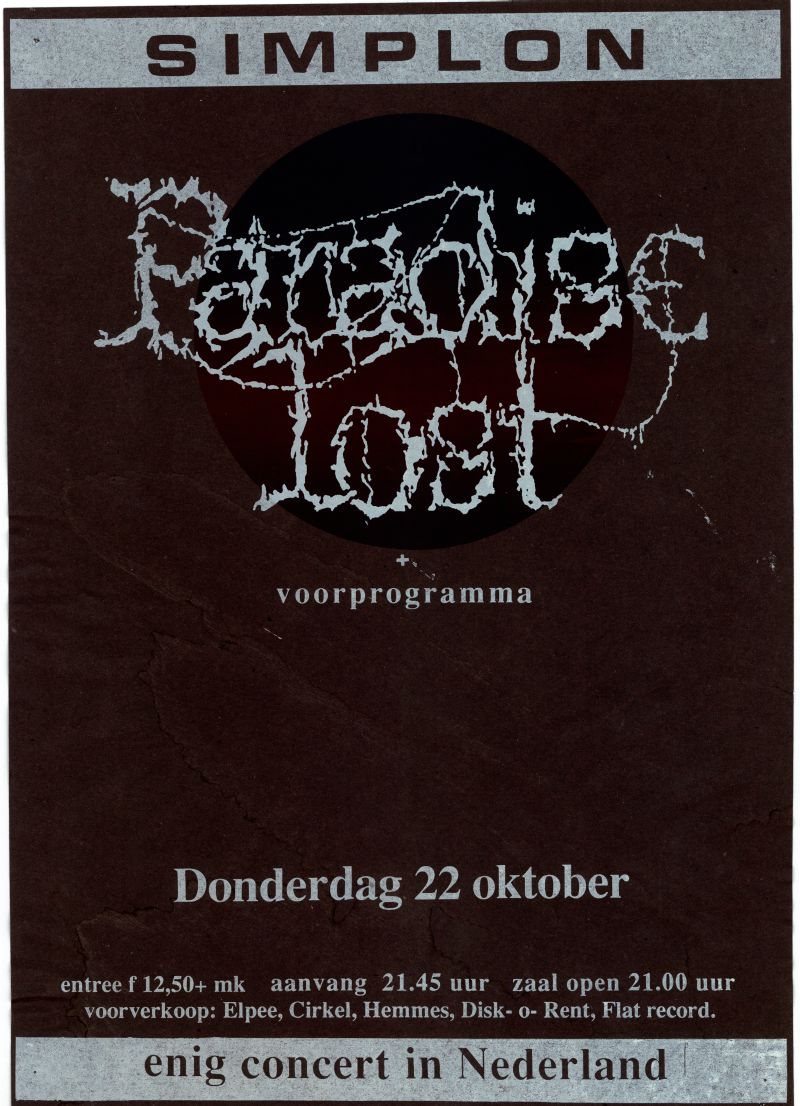 SIMPLON
Paradise
Lost
+
voorprogramma
Donderdag 22 oktober
entree f 12,50+ mk aanvang 21.45 uur zaal open 21.00 uur
voorverkoop: Elpee, Cirkel, Hemmes, Disk- o- Rent, Flat record.
enig concert in Nederland